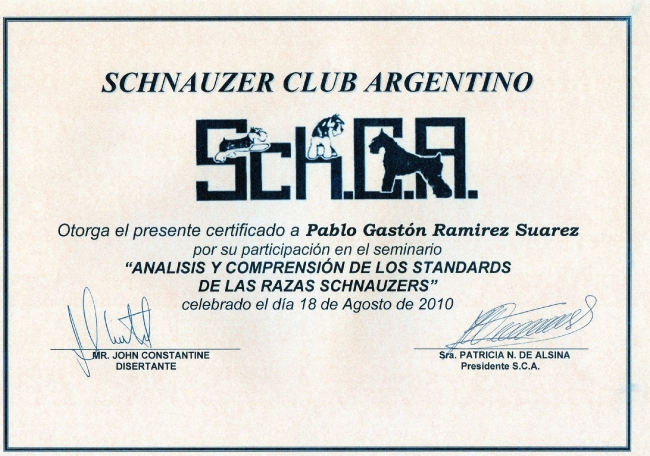 SCHNAUZER CLUB ARGENTINO
Sch.C.A.
Otorga el presente certificado a Pablo Gastón Ramirez Suarez
por su participación en el seminario
“ANALISIS Y COMPRENSIÓN DE LOS STANDARDS
DE LAS RAZAS SCHNAUZERS”
celebrado el día 18 de Agosto de 2010
MR. JOHN CONSTANTINE
DISERTANTE
Sra. PATRICIA N. DE ALSINA
Presidente S.C.A.